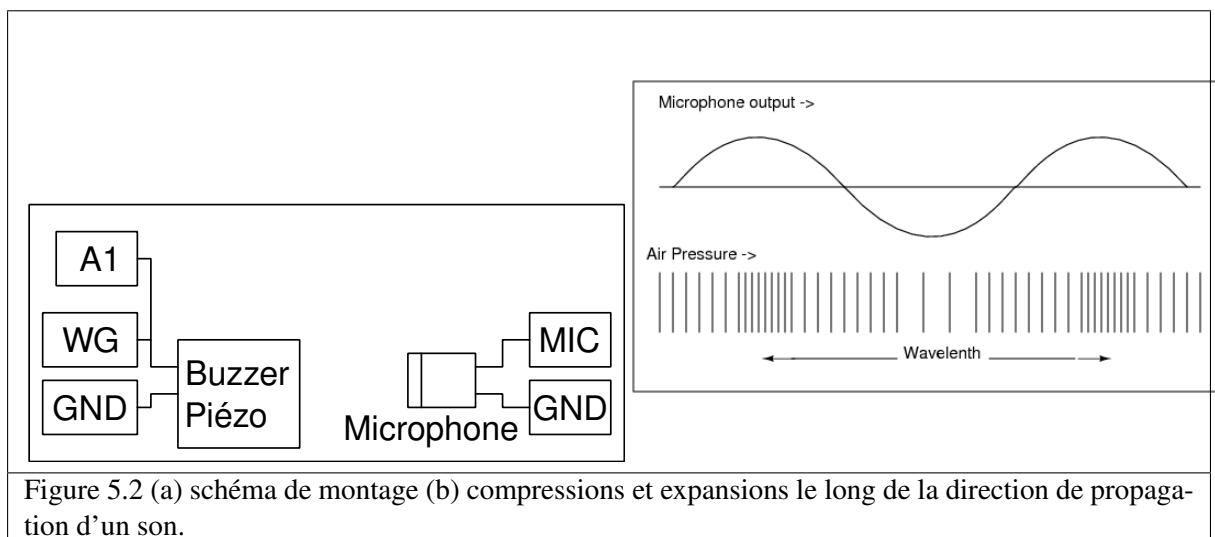 Microphone output ->
Air Pressure ->
Wavelenth
A1
WG
GND
Buzzer
Piézo
MIC
GND
Microphone
Figure 5.2 (a) schéma de montage (b) compressions et expansions le long de la direction de propaga-
tion d'un son.